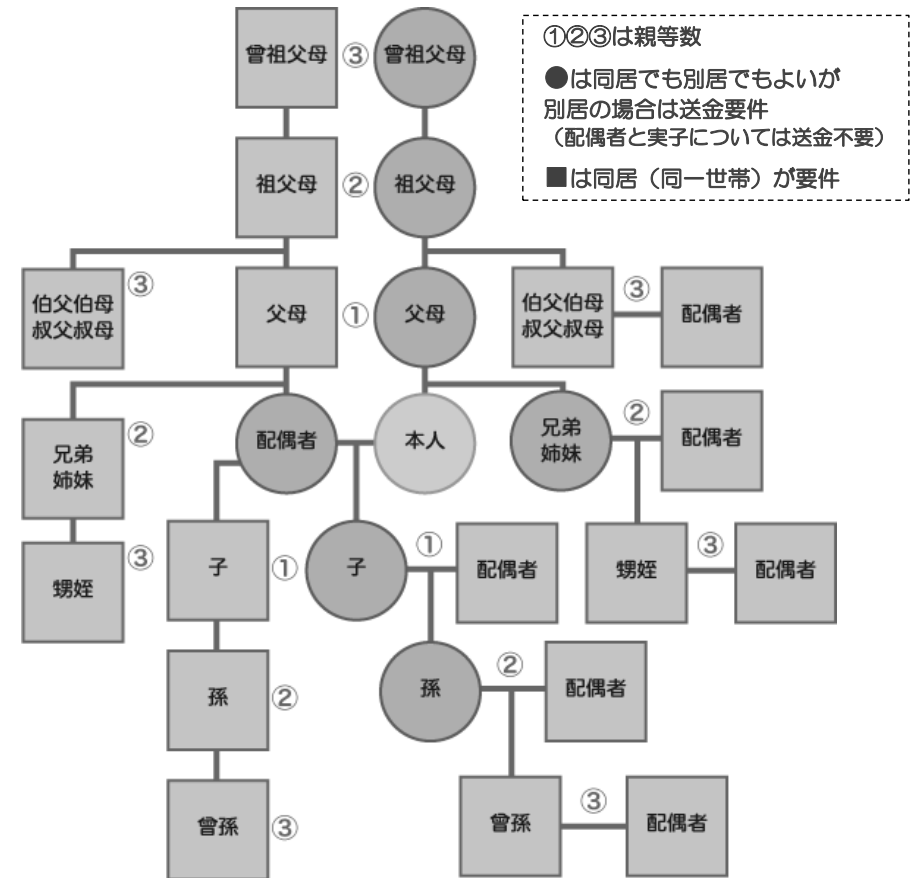 曾祖父母
③
曾祖父母
①②③は親等数
●は同居でも別居でもよいが
別居の場合は送金要件
（配偶者と実子については送金不要）
■は同居（同一世帯）が要件
祖父母
②
祖父母
伯父伯母
叔父叔母
③
父母
①
父母
伯父伯母
叔父叔母
③
配偶者
兄弟
姉妹
②
配偶者
本人
兄弟
姉妹
②
配偶者
甥姪
③
子
①
子
①
配偶者
甥姪
③
配偶者
孫
②
孫
②
配偶者
曾孫
③
曾孫
③
配偶者